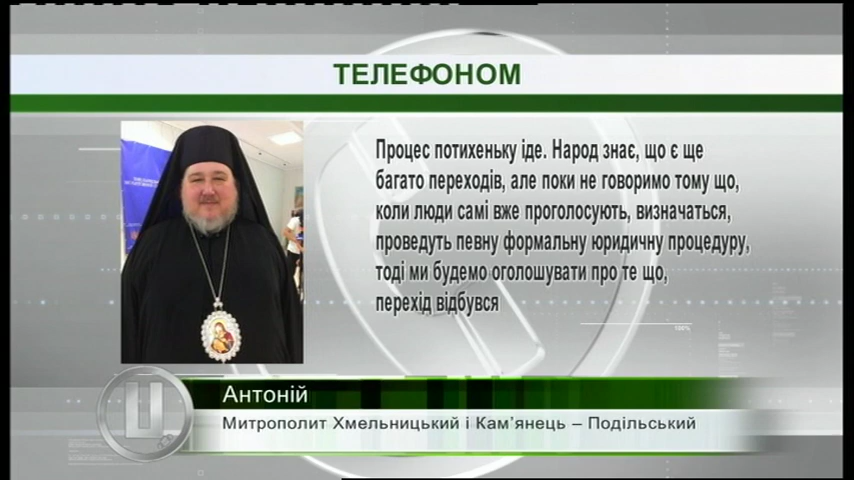 ТЕЛЕФОНОМ
Процес потихеньку іде. Народ знає, що є ще
багато переходів, але поки не говоримо тому що,
коли люди самі вже проголосують, визначаться,
проведуть певну формальну юридичну процедуру,
тоді ми будемо оголошувати про те що,
перехід відбувся
100%
Ц
Антоній
Митрополит Хмельницький і Кам'янець – Подільський